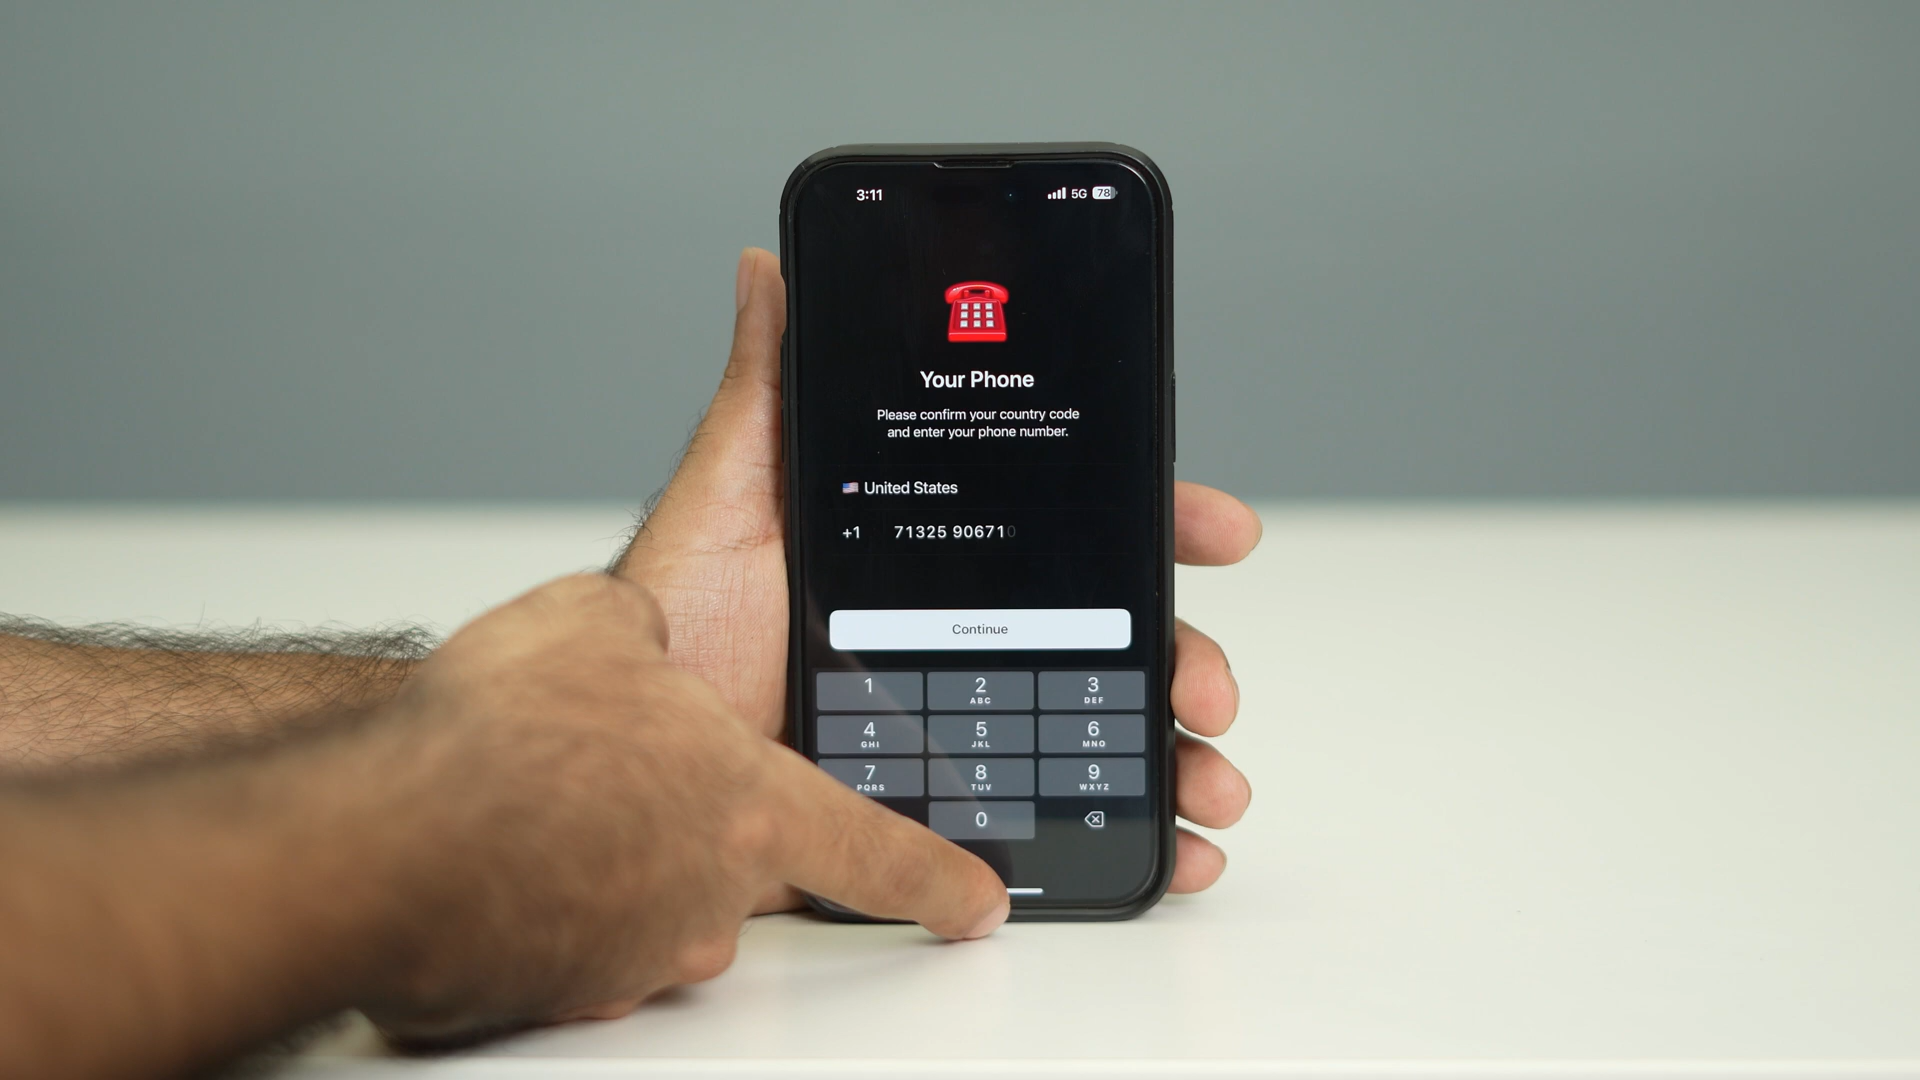 3:11 5G 78
Your Phone
Please confirm your country code
and enter your phone number.
United States
+1 71325 906710
Continue
1 2 3
ABC DEF
4 5 6
GHI JKL MNO
7 8 9
PQRS TUV WXYZ
0